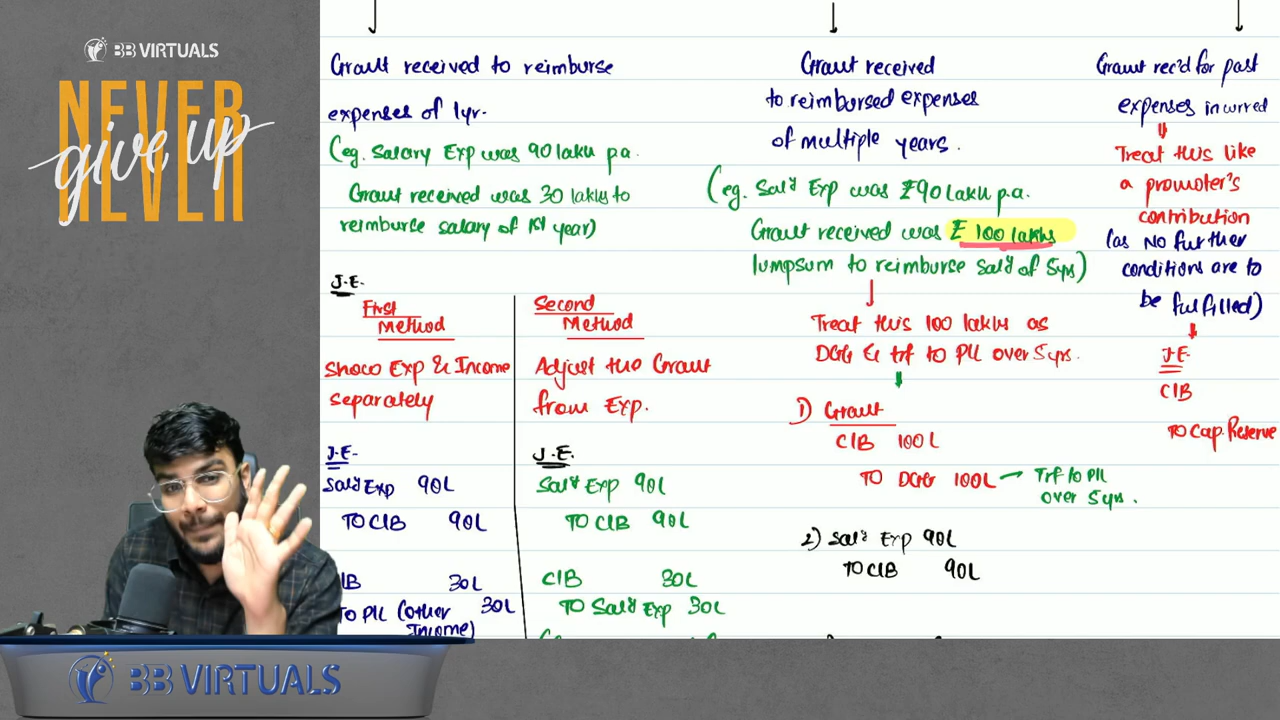 BB VIRTUALS
NEVER
give up
NEVER
Grant received to reimburse
expenses of 1yr.
(eg. Salary Exp was 90 lakh p.a.
Grant received was 30 lakhs to
reimburse salary of 1st year)
J.E.
First
Method
Show Exp & Income
separately
J.E.
Sal'y Exp 90L
To C/B 90L
IB 30L
To P/L (other 30L
Income)
Second
Method
Adjust the Grant
from Exp.
J.E.
Sal'y Exp 90L
To C/B 90L
C/B 30L
To Sal'y Exp 30L
Grant received
to reimbursed expenses
of multiple years.
(eg. Sal'y Exp was ₹90 lakh p.a.
Grant received was ₹ 100 lakhs
lumpsum to reimburse Sal'y of 5yrs)
Treat this 100 lakhs as
DGG & trf to P/L over 5yrs.
1) Grant
C/B 100L
To DGG 100L → Trf to P/L
over 5yrs.
2) Sal'y Exp 90L
To C/B 90L
Grant rec'd for past
expenses incurred
Treat this like
a promoter's
contribution
(as No further
conditions are to
be fulfilled)
J.E.
C/B
To Cap. Reserve
BB VIRTUALS